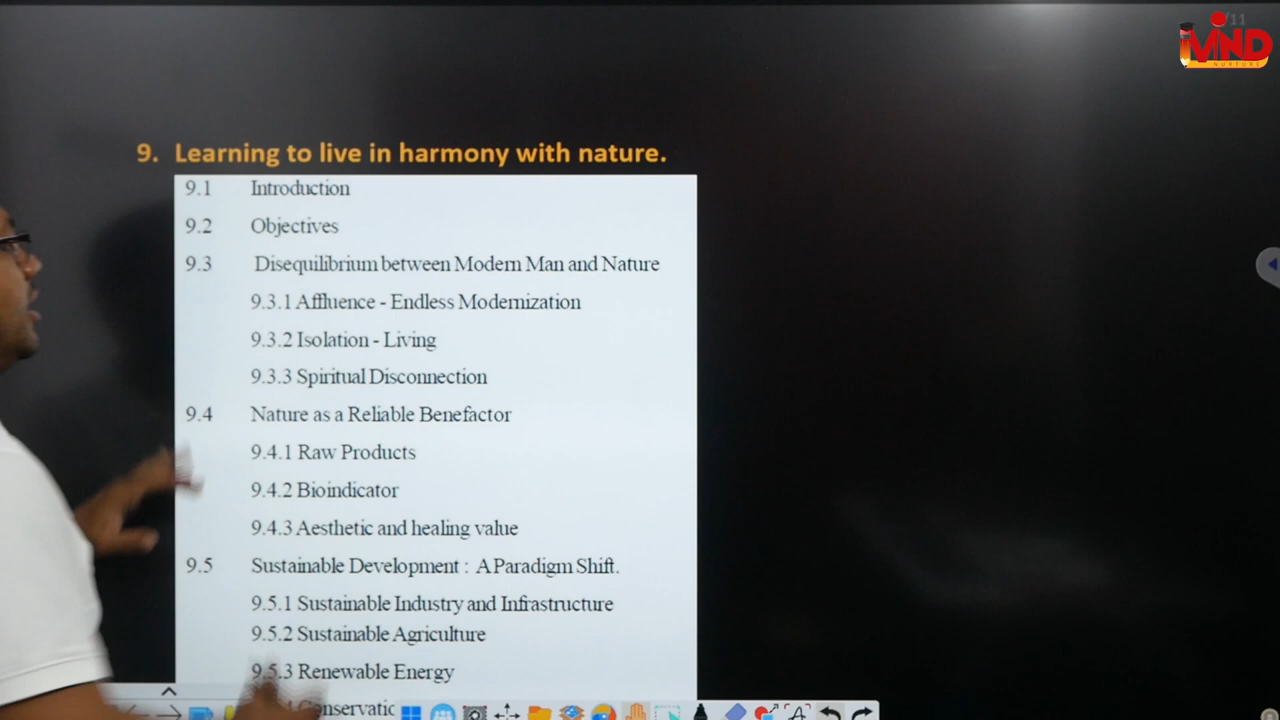 /11
MIND
NURTURE
9. Learning to live in harmony with nature.
9.1 Introduction
9.2 Objectives
9.3 Disequilibrium between Modern Man and Nature
9.3.1 Affluence - Endless Modernization
9.3.2 Isolation - Living
9.3.3 Spiritual Disconnection
9.4 Nature as a Reliable Benefactor
9.4.1 Raw Products
9.4.2 Bioindicator
9.4.3 Aesthetic and healing value
9.5 Sustainable Development : A Paradigm Shift.
9.5.1 Sustainable Industry and Infrastructure
9.5.2 Sustainable Agriculture
9.5.3 Renewable Energy